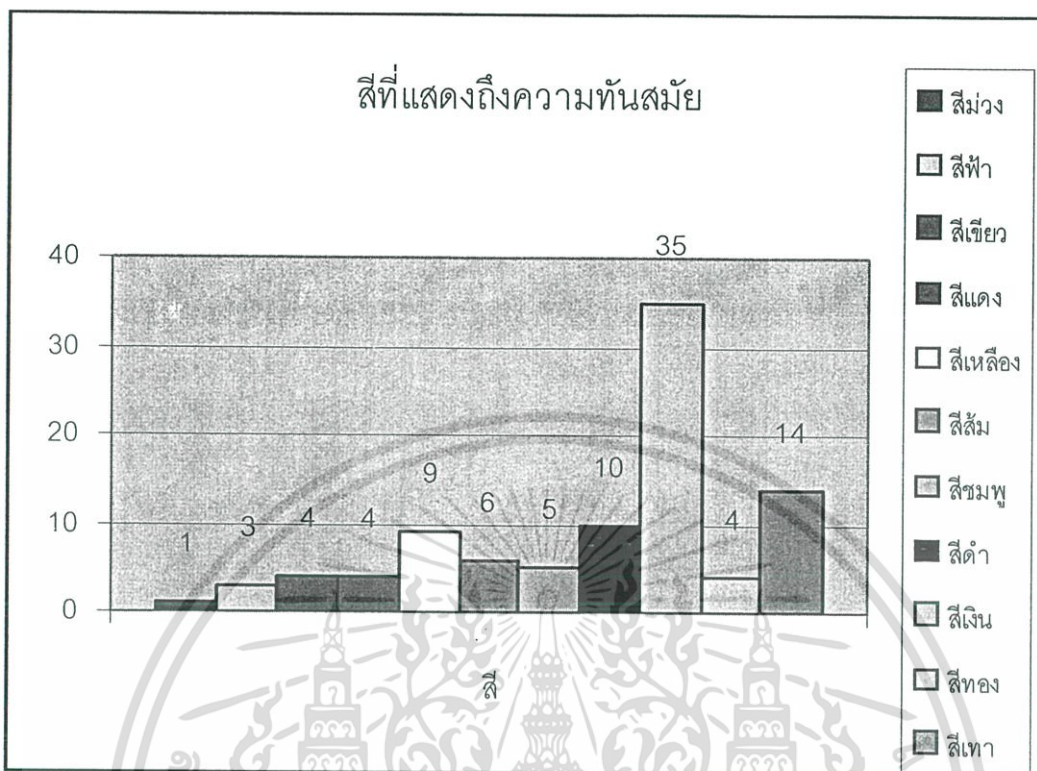 สีที่แสดงถึงความทันสมัย
40
30
20
10
0
1
3
4
4
9
6
5
10
35
4
14
สี
สีม่วง
สีฟ้า
สีเขียว
สีแดง
สีเหลือง
สีส้ม
สีชมพู
สีดำ
สีเงิน
สีทอง
สีเทา